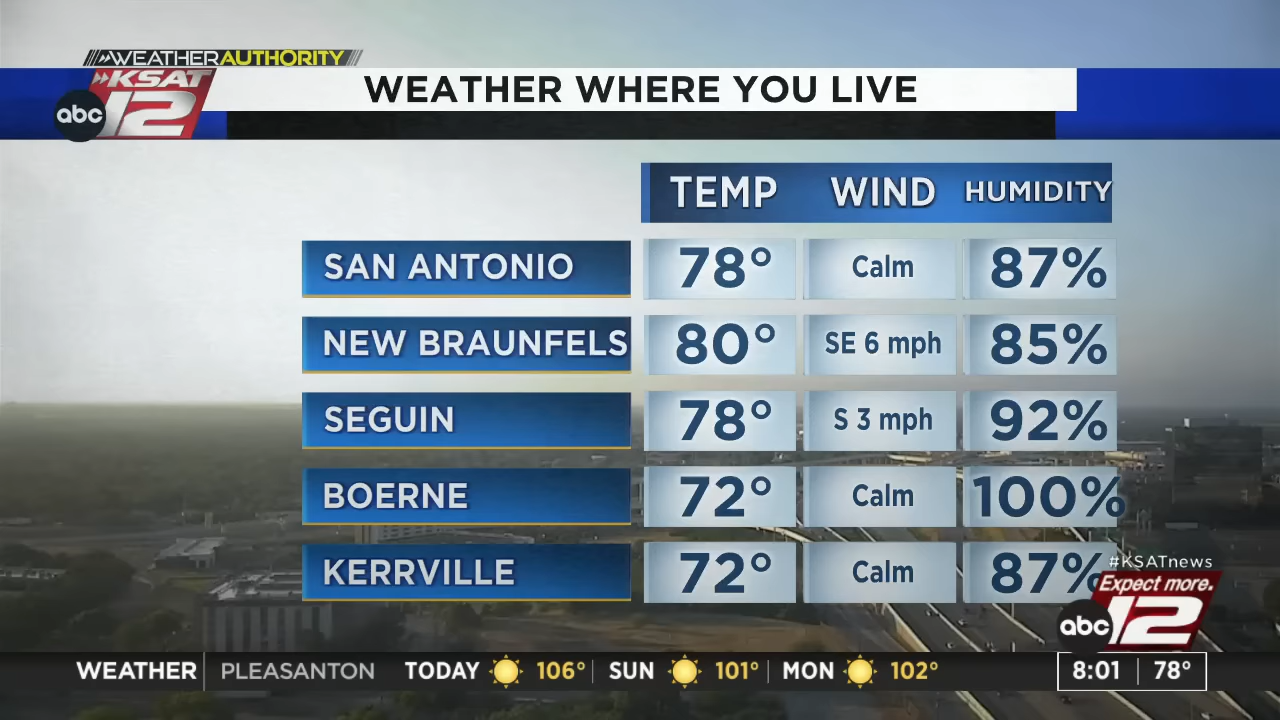 WEATHERAUTHORITY
KSAT
abc 12
WEATHER WHERE YOU LIVE
TEMP WIND HUMIDITY
SAN ANTONIO 78° Calm 87%
NEW BRAUNFELS 80° SE 6 mph 85%
SEGUIN 78° S 3 mph 92%
BOERNE 72° Calm 100%
KERRVILLE 72° Calm 87%
#KSATnews
Expect more.
abc 12
WEATHER PLEASANTON TODAY 106° SUN 101° MON 102° 8:01 78°